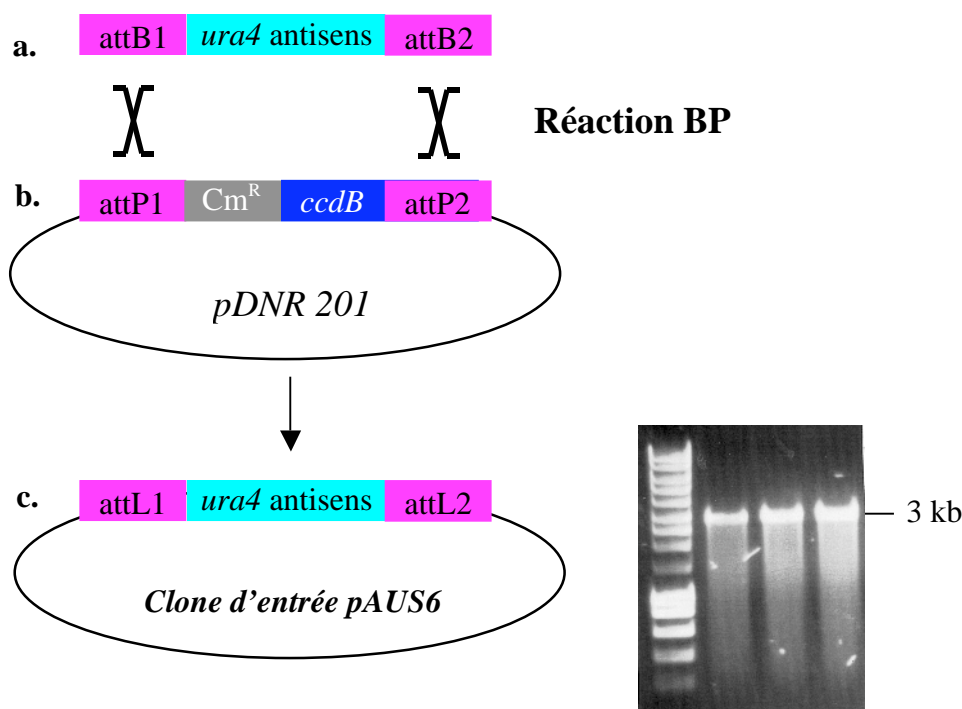 a.
attB1 ura4 antisens attB2
Réaction BP
b.
attP1 Cm^R ccdB attP2
pDNR 201
c.
attL1 ura4 antisens attL2
Clone d'entrée pAUS6
3 kb